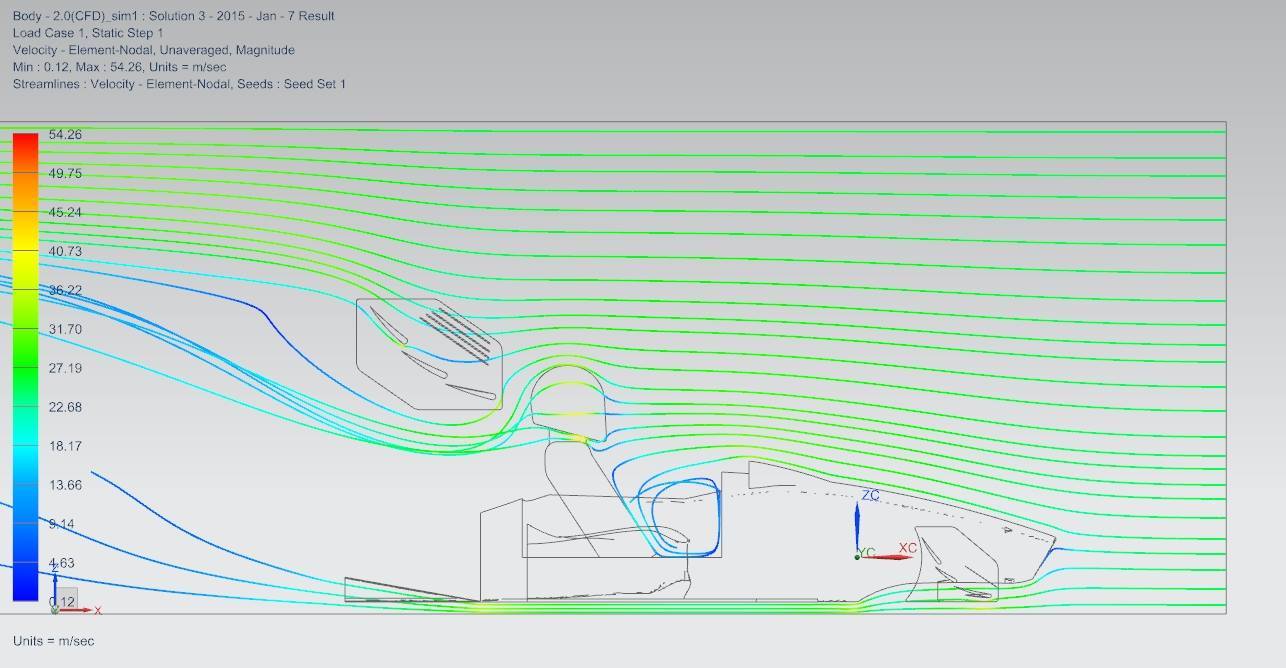 Body - 2.0(CFD)_sim1 : Solution 3 - 2015 - Jan - 7 Result
Load Case 1, Static Step 1
Velocity - Element-Nodal, Unaveraged, Magnitude
Min : 0.12, Max : 54.26, Units = m/sec
Streamlines : Velocity - Element-Nodal, Seeds : Seed Set 1
54.26
49.75
45.24
40.73
36.22
31.70
27.19
22.68
18.17
13.66
9.14
4.63
0.12
Z
Y
X
ZC
YC
XC
Units = m/sec